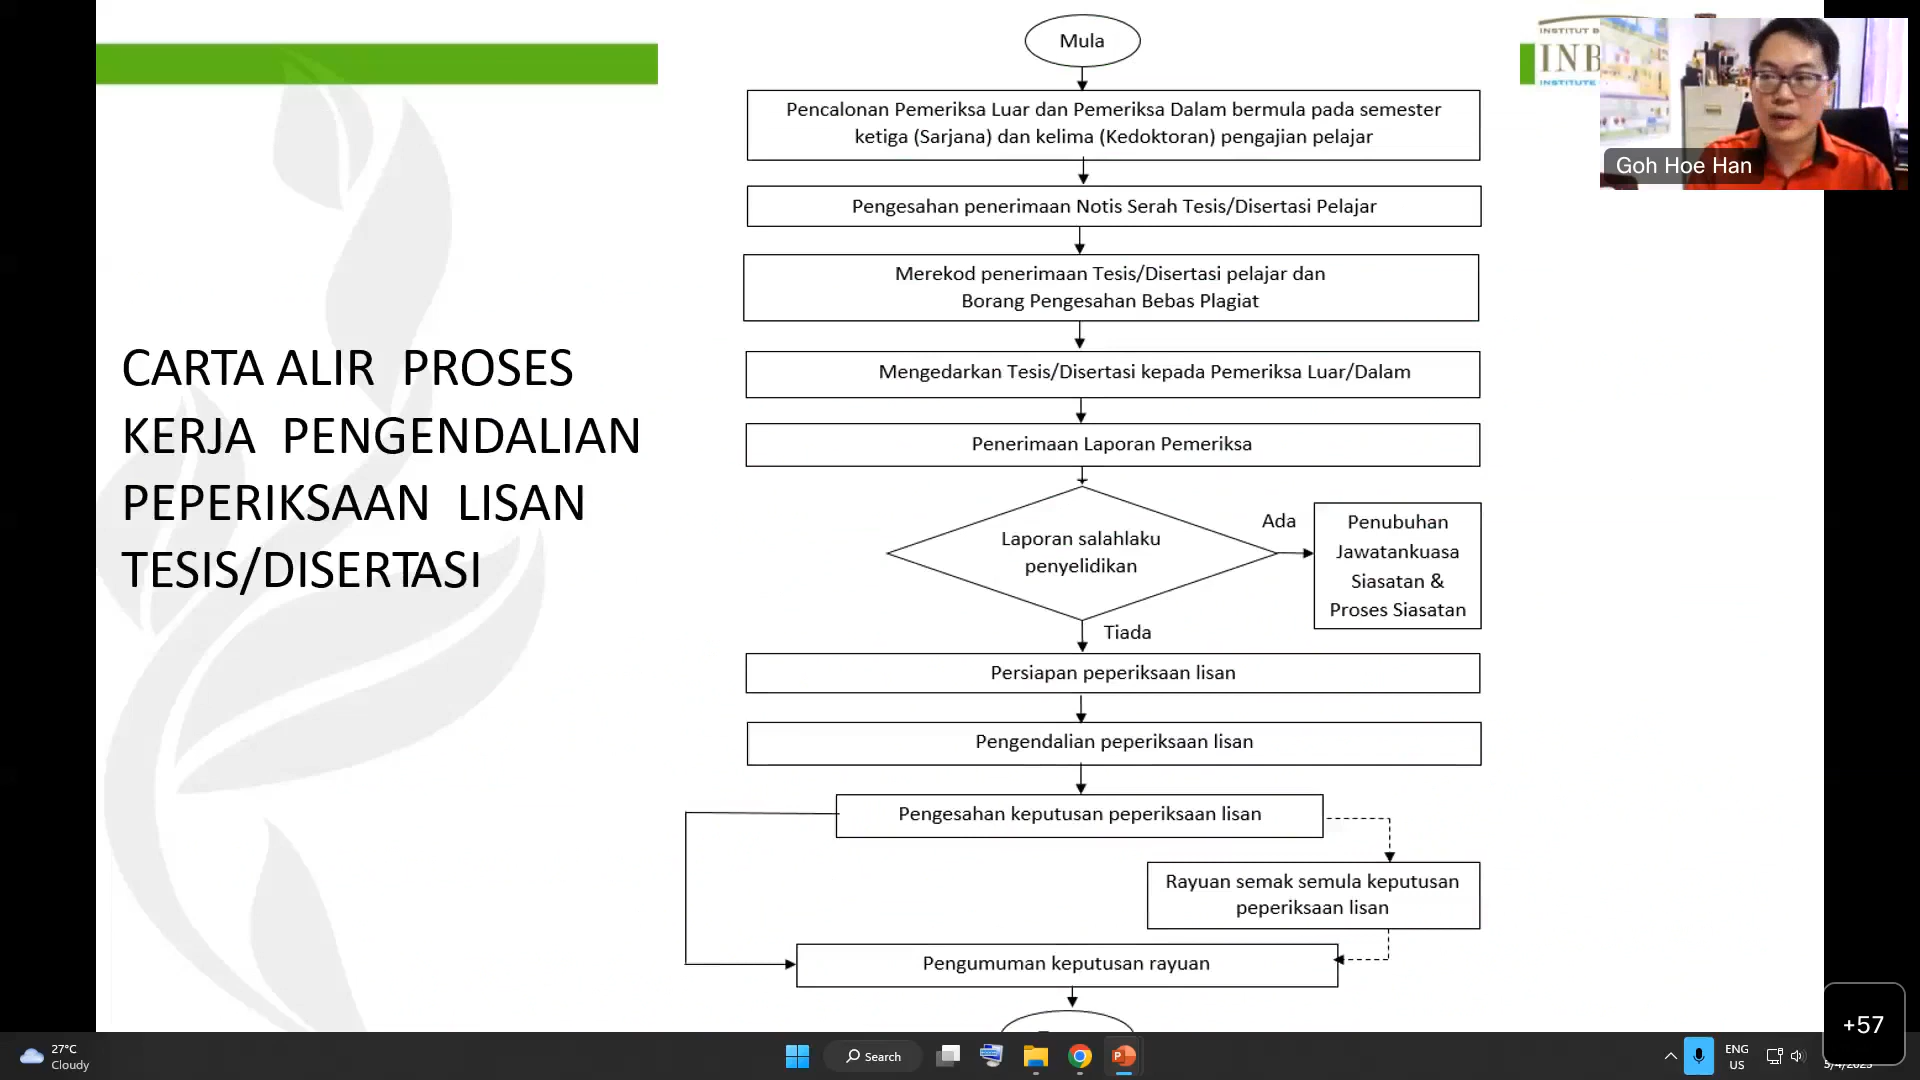 Mula
INSTITUT
INB
INSTITUTE
Pencalonan Pemeriksa Luar dan Pemeriksa Dalam bermula pada semester
ketiga (Sarjana) dan kelima (Kedoktoran) pengajian pelajar
Goh Hoe Han
Pengesahan penerimaan Notis Serah Tesis/Disertasi Pelajar
Merekod penerimaan Tesis/Disertasi pelajar dan
Borang Pengesahan Bebas Plagiat
CARTA ALIR PROSES
KERJA PENGENDALIAN
PEPERIKSAAN LISAN
TESIS/DISERTASI
Mengedarkan Tesis/Disertasi kepada Pemeriksa Luar/Dalam
Penerimaan Laporan Pemeriksa
Laporan salahlaku
penyelidikan
Ada
Penubuhan
Jawatankuasa
Siasatan &
Proses Siasatan
Tiada
Persiapan peperiksaan lisan
Pengendalian peperiksaan lisan
Pengesahan keputusan peperiksaan lisan
Rayuan semak semula keputusan
peperiksaan lisan
Pengumuman keputusan rayuan
+57
27°C
Cloudy
Search
ENG
US